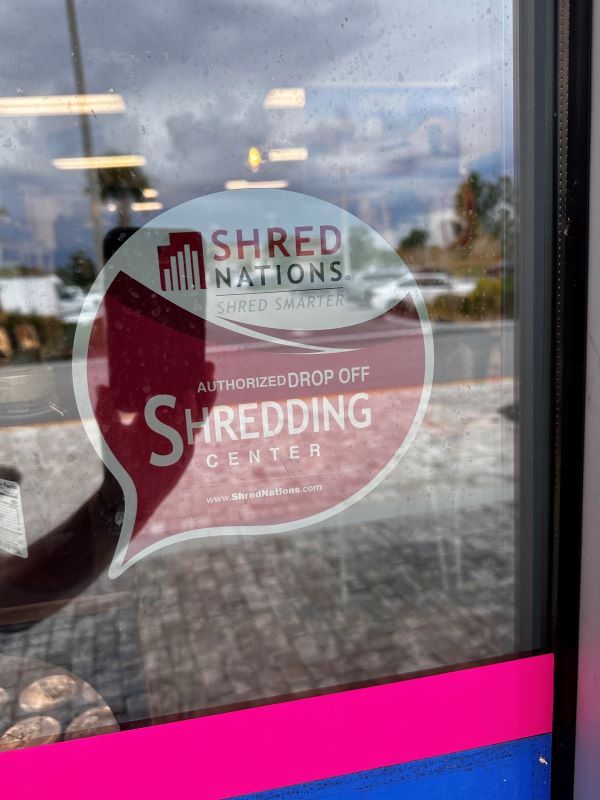 SHRED
NATIONS®
SHRED SMARTER
AUTHORIZED DROP OFF
SHREDDING
CENTER
www.ShredNations.com